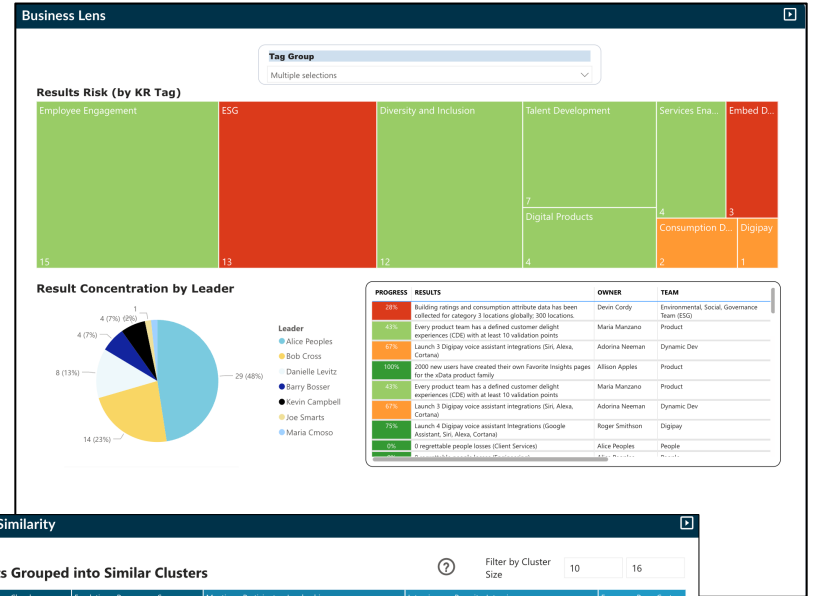 Business Lens
Tag Group
Multiple selections
Results Risk (by KR Tag)
Employee Engagement
15
ESG
13
Diversity and Inclusion
12
Talent Development
7
Digital Products
4
Services Ena...
4
Embed D...
3
Consumption D...
2
Digipay
1
Result Concentration by Leader
1
4 (7%) (2%)
4 (7%)
8 (13%)
14 (23%)
29 (48%)
Leader
Alice Peoples
Bob Cross
Danielle Levitz
Barry Bosser
Kevin Campbell
Joe Smarts
Maria Cmoso
PROGRESS RESULTS OWNER TEAM
28% Building ratings and consumption attribute data has been Devin Cordy Environmental, Social, Governance
collected for category 3 locations globally; 300 locations. Team (ESG)
43% Every product team has a defined customer delight Maria Manzano Product
experiences (CDE) with at least 10 validation points
67% Launch 3 Digipay voice assistant integrations (Siri, Alexa, Adorina Neeman Dynamic Dev
Cortana)
100% 2000 new users have created their own Favorite Insights pages Allison Apples Product
for the xData product family
43% Every product team has a defined customer delight Maria Manzano Product
experiences (CDE) with at least 10 validation points
67% Launch 3 Digipay voice assistant integrations (Siri, Alexa, Adorina Neeman Dynamic Dev
Cortana)
75% Launch 4 Digipay voice assistant Integrations (Google Roger Smithson Digipay
Assistant, Siri, Alexa, Cortana)
0% 0 regrettable people losses (Client Services) Alice Peoples People
Similarity
ts Grouped into Similar Clusters
?
Filter by Cluster
Size
10
16